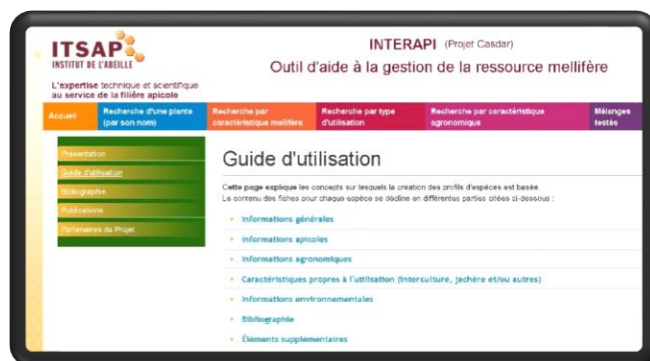 ITSAP
INSTITUT DE L'ABEILLE
L'expertise technique et scientifique
au service de la filière apicole
INTERAPI (Projet Casdar)
Outil d'aide à la gestion de la ressource mellifère
Accueil
Recherche d'une plante
(par son nom)
Recherche par
caractéristique mellifère
Recherche par type
d'utilisation
Recherche par caractéristique
agronomique
Mélanges
testés
Présentation
Guide d'utilisation
Bibliographie
Publications
Partenaires du Projet
Guide d'utilisation
Cette page explique les concepts sur lesquels la création des profils d'espèces est basée.
Le contenu des fiches pour chaque espèce se décline en différentes parties citées ci-dessous :
Informations générales
Informations apicoles
Informations agronomiques
Caractéristiques propres à l'utilisation (interculture, jachère et/ou autres)
Informations environnementales
Bibliographie
Éléments supplémentaires